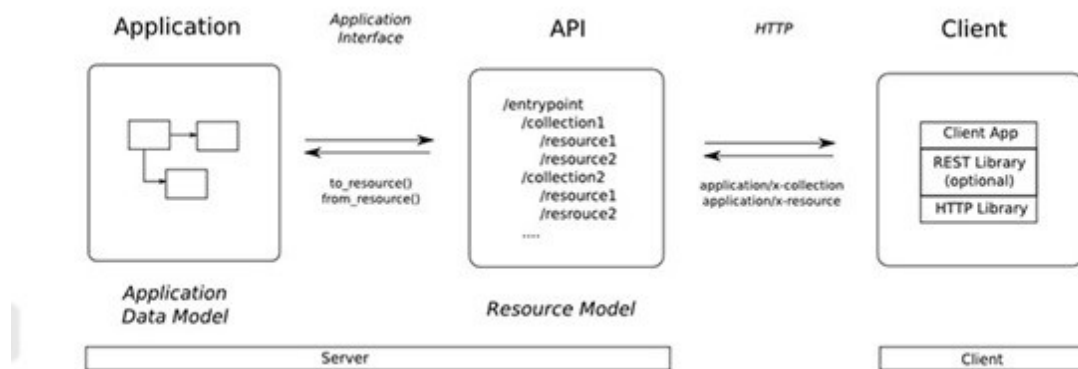 Application
Application
Interface
API
HTTP
Client
/entrypoint
/collection1
/resource1
/resource2
/collection2
/resource1
/resrouce2
....
to_resource()
from_resource()
application/x-collection
application/x-resource
Client App
REST Library
(optional)
HTTP Library
Application
Data Model
Resource Model
Server
Client